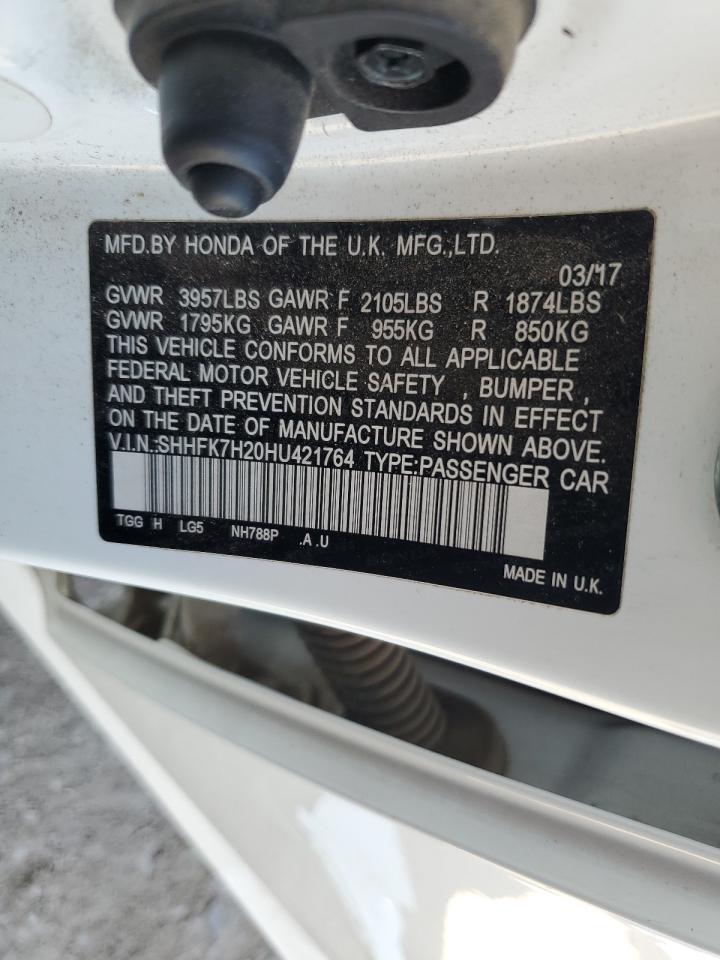 MFD.BY HONDA OF THE U.K. MFG.,LTD.
03/17
GVWR 3957LBS GAWR F 2105LBS R 1874LBS
GVWR 1795KG GAWR F 955KG R 850KG
THIS VEHICLE CONFORMS TO ALL APPLICABLE
FEDERAL MOTOR VEHICLE SAFETY , BUMPER ,
AND THEFT PREVENTION STANDARDS IN EFFECT
ON THE DATE OF MANUFACTURE SHOWN ABOVE.
V.I.N.:SHHFK7H20HU421764 TYPE:PASSENGER CAR
TGG H LG5 NH788P .A .U
MADE IN U.K.